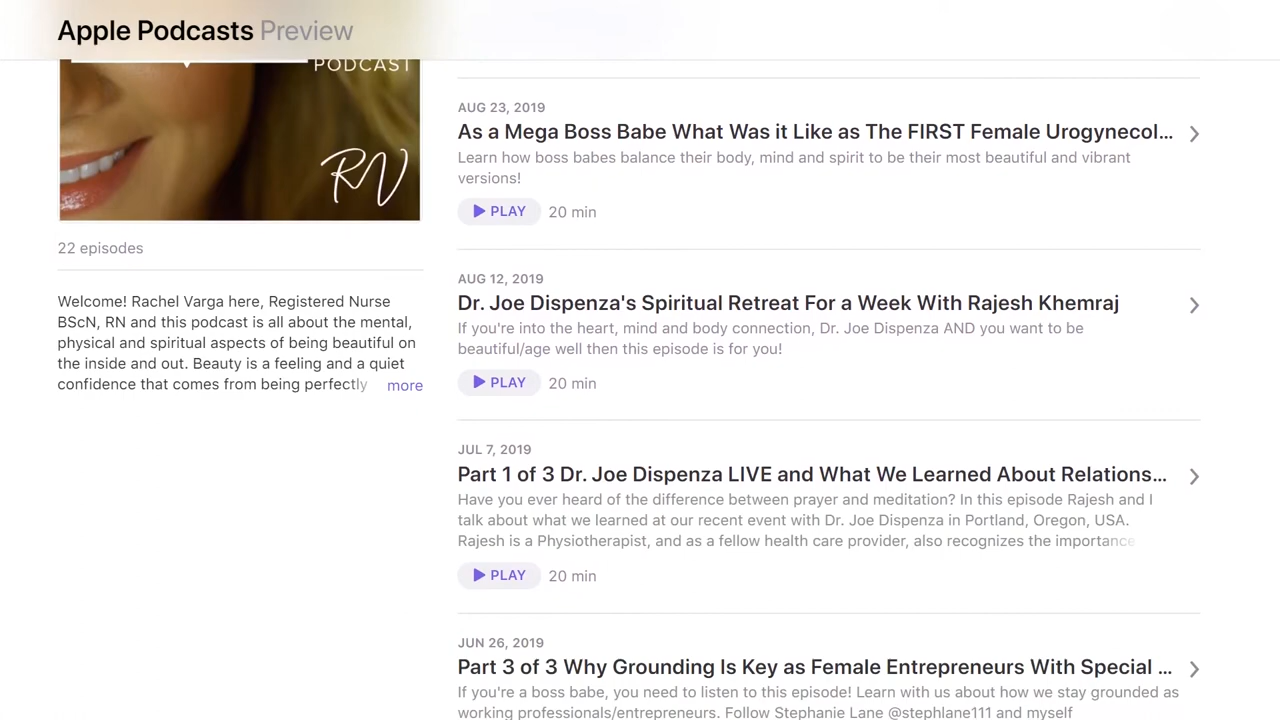 Apple Podcasts Preview
PODCAST
RN
22 episodes
Welcome! Rachel Varga here, Registered Nurse
BScN, RN and this podcast is all about the mental,
physical and spiritual aspects of being beautiful on
the inside and out. Beauty is a feeling and a quiet
confidence that comes from being perfectly more
AUG 23, 2019
As a Mega Boss Babe What Was it Like as The FIRST Female Urogynecol...
Learn how boss babes balance their body, mind and spirit to be their most beautiful and vibrant
versions!
PLAY 20 min
AUG 12, 2019
Dr. Joe Dispenza's Spiritual Retreat For a Week With Rajesh Khemraj
If you're into the heart, mind and body connection, Dr. Joe Dispenza AND you want to be
beautiful/age well then this episode is for you!
PLAY 20 min
JUL 7, 2019
Part 1 of 3 Dr. Joe Dispenza LIVE and What We Learned About Relations...
Have you ever heard of the difference between prayer and meditation? In this episode Rajesh and I
talk about what we learned at our recent event with Dr. Joe Dispenza in Portland, Oregon, USA.
Rajesh is a Physiotherapist, and as a fellow health care provider, also recognizes the importance
PLAY 20 min
JUN 26, 2019
Part 3 of 3 Why Grounding Is Key as Female Entrepreneurs With Special ...
If you're a boss babe, you need to listen to this episode! Learn with us about how we stay grounded as
working professionals/entrepreneurs. Follow Stephanie Lane @stephlane111 and myself